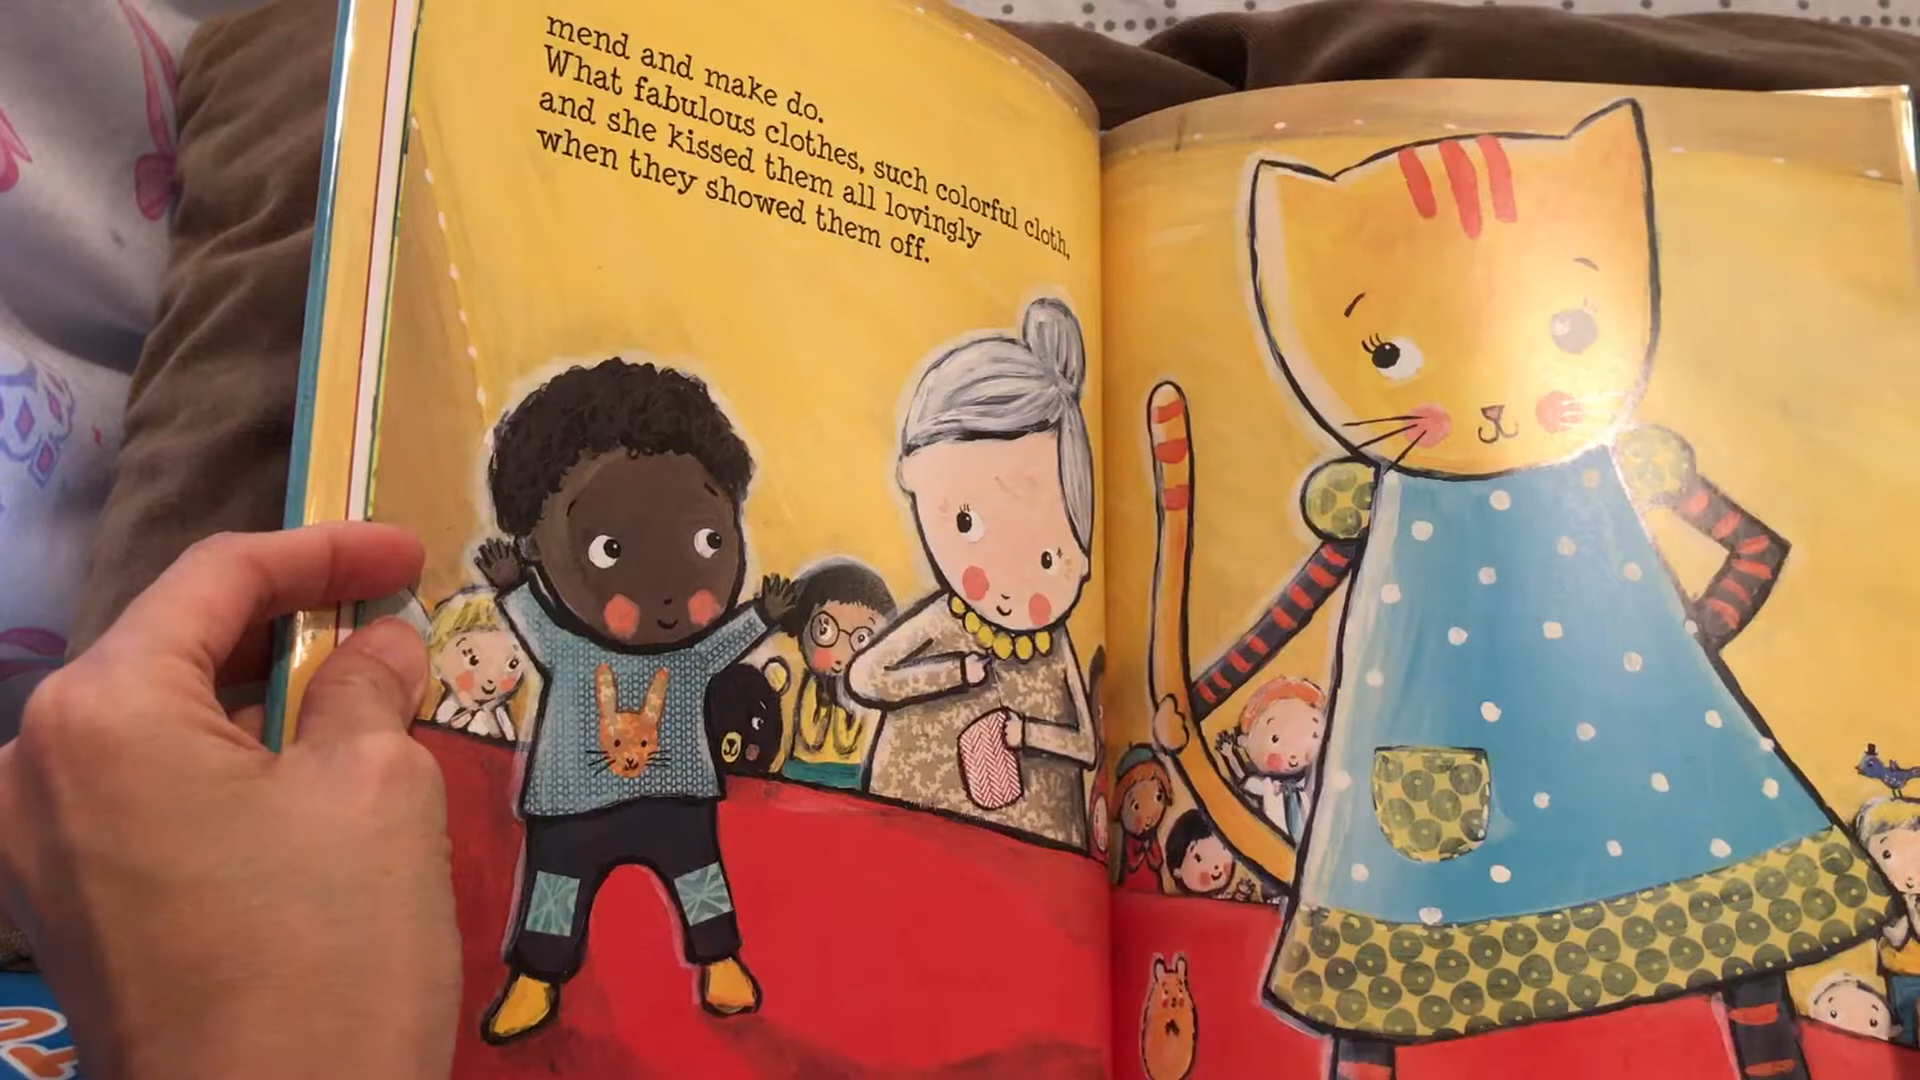 mend and make do.
What fabulous clothes, such colorful cloth,
and she kissed them all lovingly
when they showed them off.